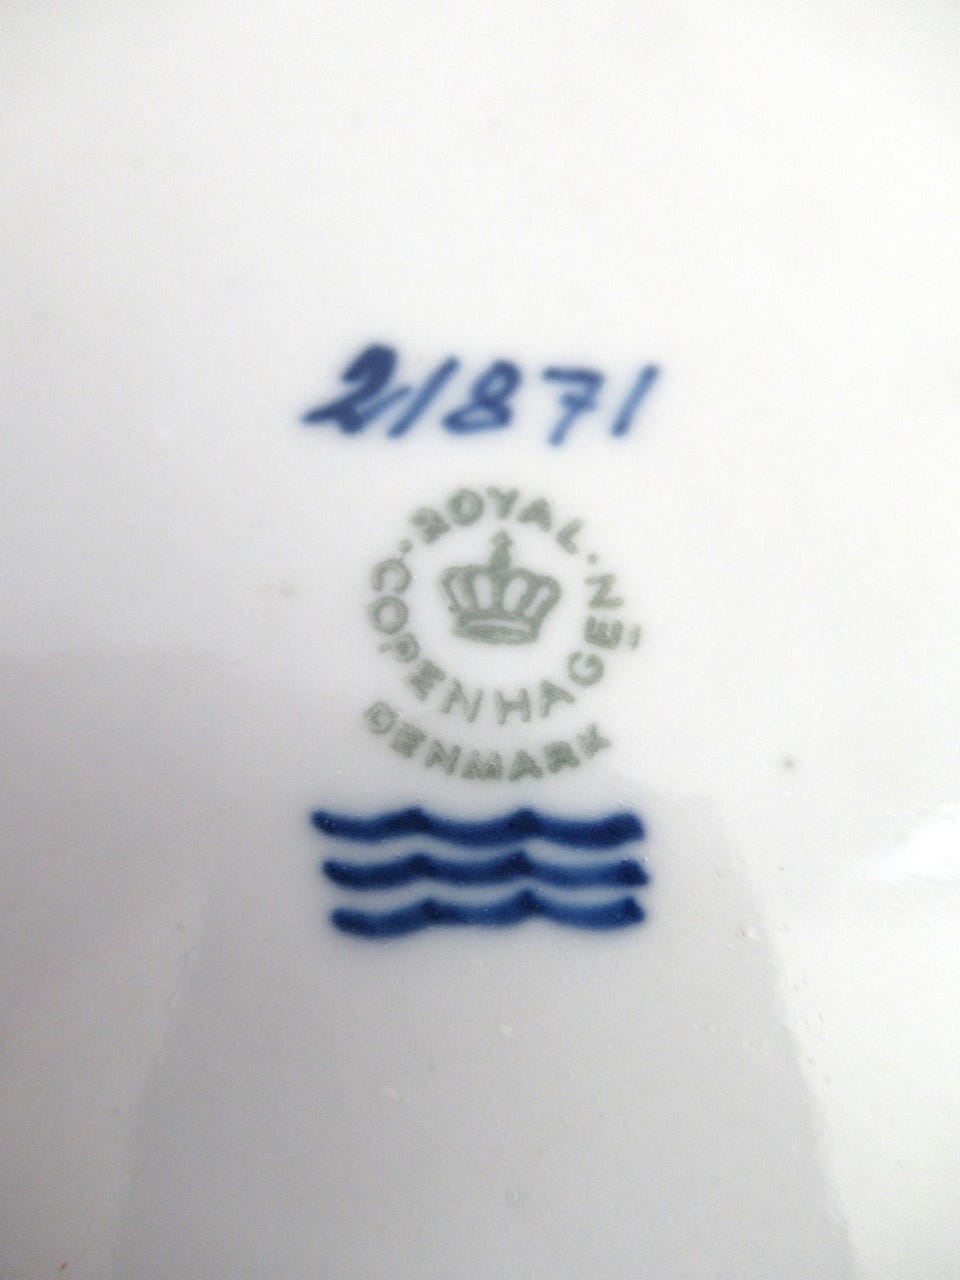 21871
ROYAL
COPENHAGEN
DENMARK